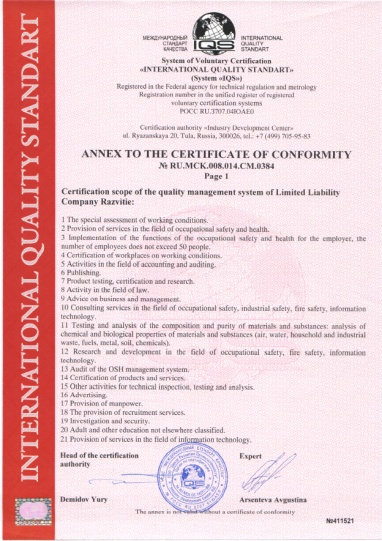 МЕЖДУНАРОДНЫЙ
СТАНДАРТ
КАЧЕСТВА
IQS
INTERNATIONAL
QUALITY
STANDART
System of Voluntary Certification
«INTERNATIONAL QUALITY STANDART»
(System «IQS»)
Registered in the Federal agency for technical regulation and metrology
Registration number in the unified register of registered
voluntary certification systems
РОСС RU.З707.04ЮАЕ0
Certification authority «Industry Development Center»
ul. Ryazanskaya 20, Tula, Russia, 300026, tel.: +7 (499) 705-95-83
ANNEX TO THE CERTIFICATE OF CONFORMITY
№ RU.МСК.008.014.СМ.0384
Page 1
Certification scope of the quality management system of Limited Liability
Company Razvitie:
1 The special assessment of working conditions.
2 Provision of services in the field of occupational safety and health.
3 Implementation of the functions of the occupational safety and health for the employer, the
number of employees does not exceed 50 people.
4 Certification of workplaces on working conditions.
5 Activities in the field of accounting and auditing.
6 Publishing.
7 Product testing, certification and research.
8 Activity in the field of law.
9 Advice on business and management.
10 Consulting services in the field of occupational safety, industrial safety, fire safety, information
technology.
11 Testing and analysis of the composition and purity of materials and substances: analysis of
chemical and biological properties of materials and substances (air, water, household and industrial
waste, fuels, metal, soil, chemicals).
12 Research and development in the field of occupational safety, fire safety, information
technology.
13 Audit of the OSH management system.
14 Certification of products and services.
15 Other activities for technical inspection, testing and analysis.
16 Advertising.
17 Provision of manpower.
18 The provision of recruitment services.
19 Investigation and security.
20 Adult and other education not elsewhere classified.
21 Provision of services in the field of information technology.
Head of the certification
authority
Expert
Demidov Yury
Arsenteva Avgustina
The annex is not valid without a certificate of conformity
№411521
INTERNATIONAL QUALITY STANDART